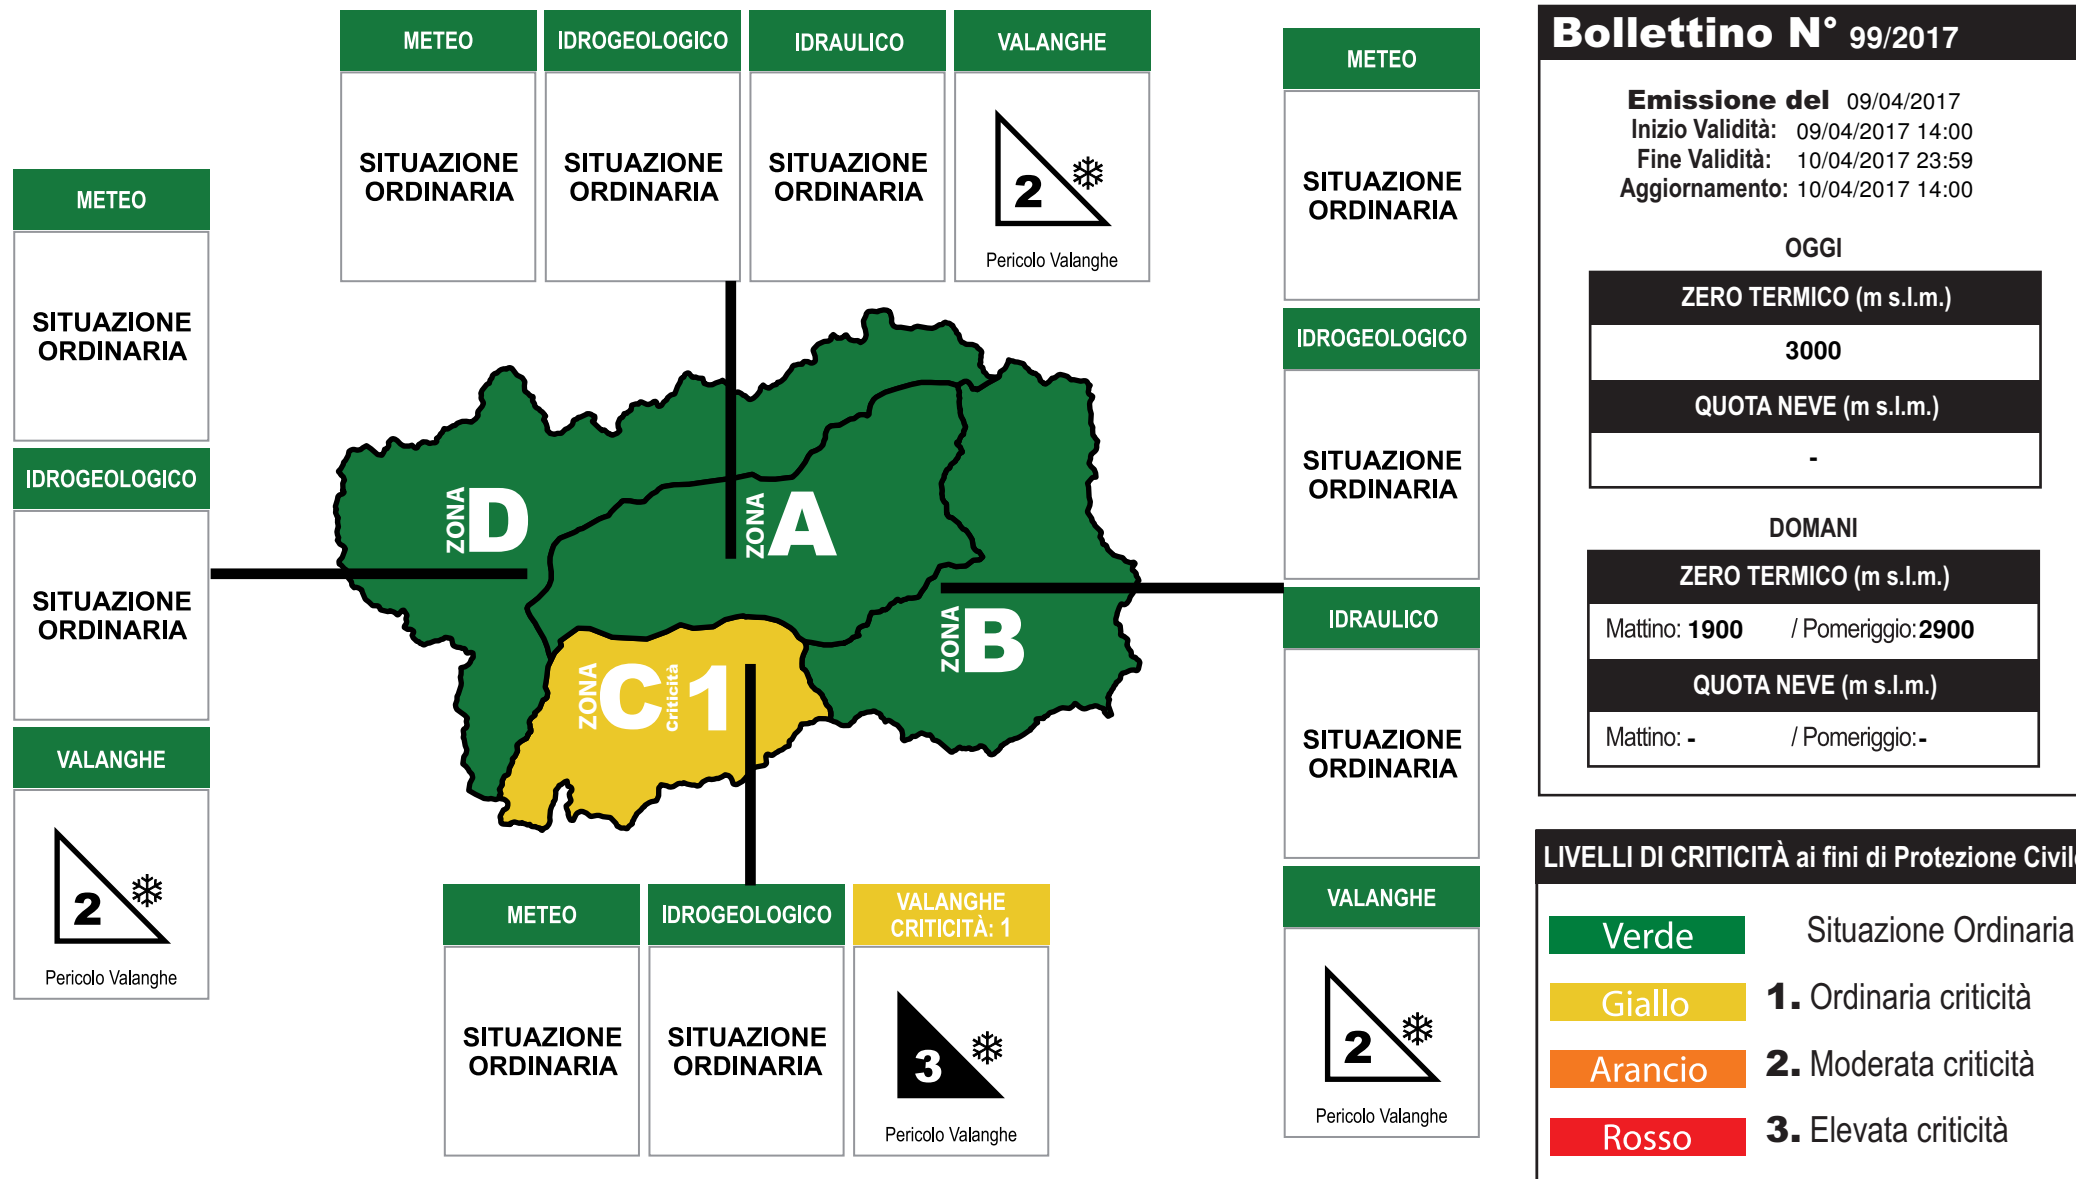 METEO
IDROGEOLOGICO
IDRAULICO
VALANGHE
SITUAZIONE
ORDINARIA
SITUAZIONE
ORDINARIA
SITUAZIONE
ORDINARIA
2
Pericolo Valanghe
METEO
SITUAZIONE
ORDINARIA
IDROGEOLOGICO
SITUAZIONE
ORDINARIA
VALANGHE
2
Pericolo Valanghe
ZONA D
ZONA A
ZONA B
ZONA C Criticità 1
METEO
IDROGEOLOGICO
VALANGHE
CRITICITÀ: 1
SITUAZIONE
ORDINARIA
SITUAZIONE
ORDINARIA
3
Pericolo Valanghe
METEO
SITUAZIONE
ORDINARIA
IDROGEOLOGICO
SITUAZIONE
ORDINARIA
IDRAULICO
SITUAZIONE
ORDINARIA
VALANGHE
2
Pericolo Valanghe
Bollettino N° 99/2017
Emissione del 09/04/2017
Inizio Validità: 09/04/2017 14:00
Fine Validità: 10/04/2017 23:59
Aggiornamento: 10/04/2017 14:00
OGGI
ZERO TERMICO (m s.l.m.)
3000
QUOTA NEVE (m s.l.m.)
-
DOMANI
ZERO TERMICO (m s.l.m.)
Mattino: 1900 / Pomeriggio: 2900
QUOTA NEVE (m s.l.m.)
Mattino: - / Pomeriggio: -
LIVELLI DI CRITICITÀ ai fini di Protezione Civile
Verde Situazione Ordinaria
Giallo 1. Ordinaria criticità
Arancio 2. Moderata criticità
Rosso 3. Elevata criticità